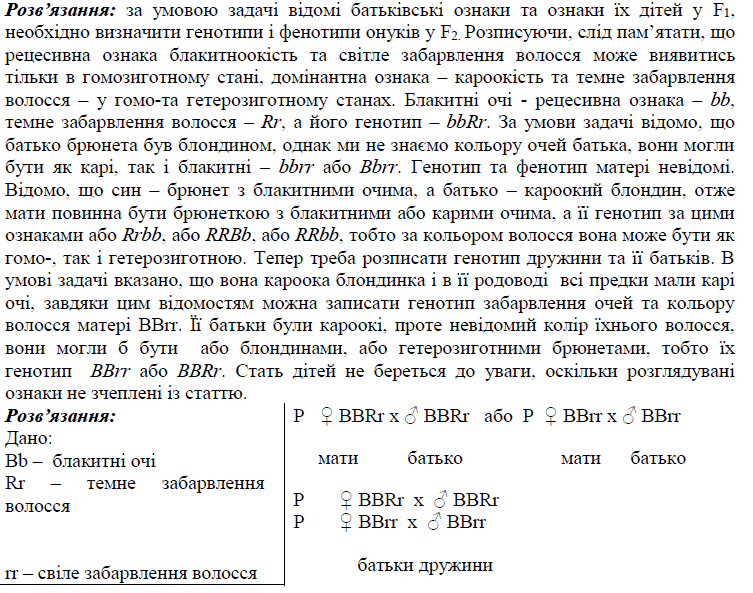 Розв’язання: за умовою задачі відомі батьківські ознаки та ознаки їх дітей у F₁,
необхідно визначити генотипи і фенотипи онуків у F₂. Розписуючи, слід пам’ятати, що
рецесивна ознака блакитноокість та світле забарвлення волосся може виявитись
тільки в гомозиготному стані, домінантна ознака – кароокість та темне забарвлення
волосся – у гомо-та гетерозиготному станах. Блакитні очі - рецесивна ознака – bb,
темне забарвлення волосся – Rr, а його генотип – bbRr. За умови задачі відомо, що
батько брюнета був блондином, однак ми не знаємо кольору очей батька, вони могли
бути як карі, так і блакитні – bbrr або Bbrr. Генотип та фенотип матері невідомі.
Відомо, що син – брюнет з блакитними очима, а батько – кароокий блондин, отже
мати повинна бути брюнеткою з блакитними або карими очима, а її генотип за цими
ознаками або Rrbb, або RRBb, або RRbb, тобто за кольором волосся вона може бути як
гомо-, так і гетерозиготною. Тепер треба розписати генотип дружини та її батьків. В
умові задачі вказано, що вона кароока блондинка і в її родоводі всі предки мали карі
очі, завдяки цим відомостям можна записати генотип забарвлення очей та кольору
волосся матері BBrr. Її батьки були кароокі, проте невідомий колір їхнього волосся,
вони могли б бути або блондинами, або гетерозиготними брюнетами, тобто їх
генотип BBrr або BBRr. Стать дітей не береться до уваги, оскільки розглядувані
ознаки не зчеплені із статтю.
Розв’язання:
Дано:
Bb – блакитні очі
Rr – темне забарвлення
волосся
rr – свіле забарвлення волосся
P ♀ BBRr x ♂ BBRr або P ♀ BBrr x ♂ BBrr
мати батько мати батько
P ♀ BBRr x ♂ BBRr
P ♀ BBrr x ♂ BBrr
батьки дружини